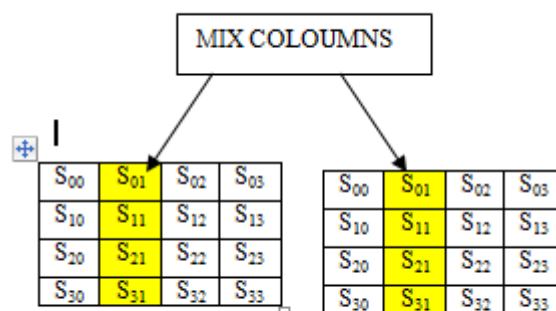 MIX COLOUMNS
S₀₀ S₀₁ S₀₂ S₀₃
S₁₀ S₁₁ S₁₂ S₁₃
S₂₀ S₂₁ S₂₂ S₂₃
S₃₀ S₃₁ S₃₂ S₃₃
S₀₀ S₀₁ S₀₂ S₀₃
S₁₀ S₁₁ S₁₂ S₁₃
S₂₀ S₂₁ S₂₂ S₂₃
S₃₀ S₃₁ S₃₂ S₃₃